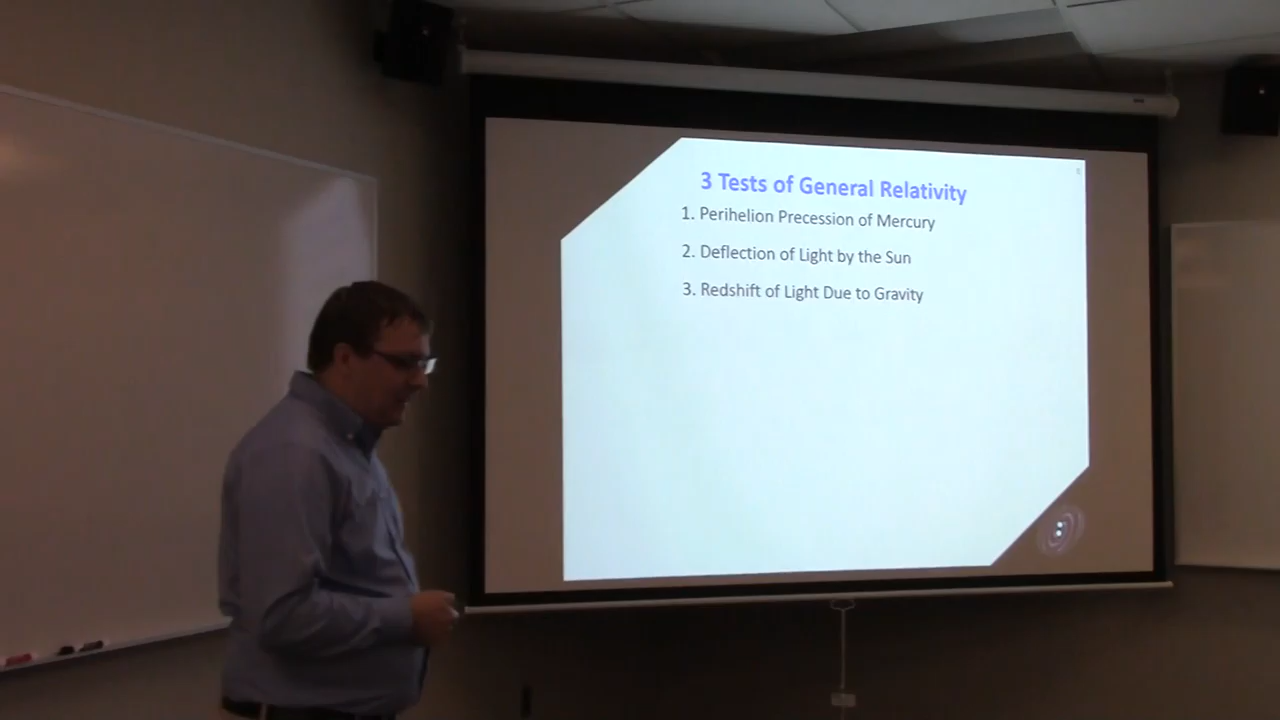 3 Tests of General Relativity
1. Perihelion Precession of Mercury
2. Deflection of Light by the Sun
3. Redshift of Light Due to Gravity